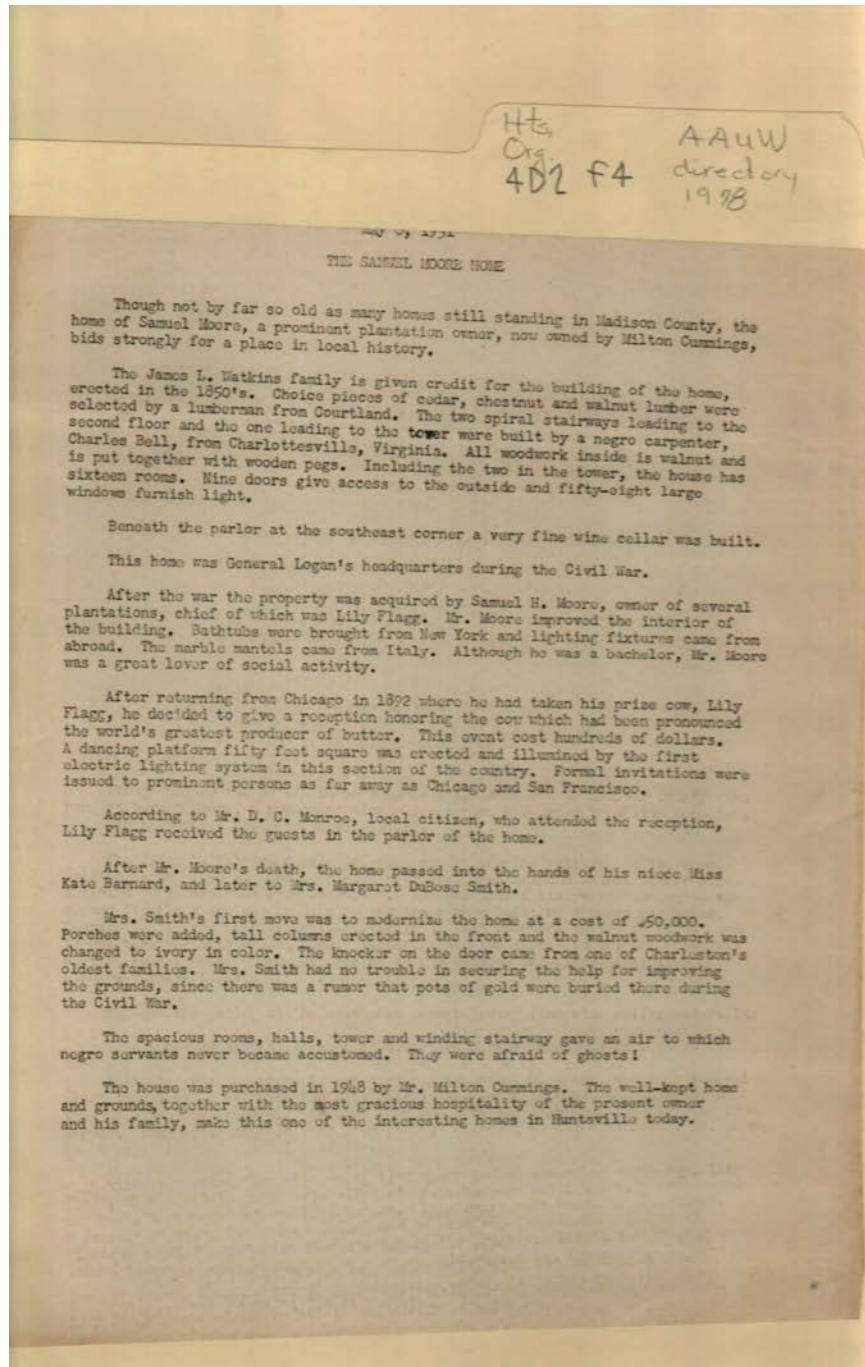 Hts,
Org.
4D2 F4
AAUW
directory
1978
1951
THE SAMUEL MOORE HOME
Though not by far so old as many homes still standing in Madison County, the
home of Samuel Moore, a prominent plantation owner, now owned by Milton Cummings,
bids strongly for a place in local history.
The James L. Watkins family is given credit for the building of the home,
erected in the 1850's. Choice pieces of cedar, chestnut and walnut lumber were
selected by a lumberman from Courtland. The two spiral stairways leading to the
second floor and the one leading to the tower were built by a negro carpenter,
Charles Bell, from Charlottesville, Virginia. All woodwork inside is walnut and
is put together with wooden pegs. Including the two in the tower, the house has
sixteen rooms. Nine doors give access to the outside and fifty-eight large
windows furnish light.
Beneath the parlor at the southeast corner a very fine wine cellar was built.
This home was General Logan's headquarters during the Civil War.
After the war the property was acquired by Samuel H. Moore, owner of several
plantations, chief of which was Lily Flagg. Mr. Moore improved the interior of
the building. Bathtubs were brought from New York and lighting fixtures came from
abroad. The marble mantels came from Italy. Although he was a bachelor, Mr. Moore
was a great lover of social activity.
After returning from Chicago in 1892 where he had taken his prize cow, Lily
Flagg, he decided to give a reception honoring the cow which had been pronounced
the world's greatest producer of butter. This event cost hundreds of dollars.
A dancing platform fifty feet square was erected and illumined by the first
electric lighting system in this section of the country. Formal invitations were
issued to prominent persons as far away as Chicago and San Francisco.
According to Mr. D. C. Monroe, local citizen, who attended the reception,
Lily Flagg received the guests in the parlor of the home.
After Mr. Moore's death, the home passed into the hands of his niece Miss
Kate Barnard, and later to Mrs. Margaret DuBose Smith.
Mrs. Smith's first move was to modernize the home at a cost of $50,000.
Porches were added, tall columns erected in the front and the walnut woodwork was
changed to ivory in color. The knocker on the door came from one of Charleston's
oldest families. Mrs. Smith had no trouble in securing the help for improving
the grounds, since there was a rumor that pots of gold were buried there during
the Civil War.
The spacious rooms, halls, tower and winding stairway gave an air to which
negro servants never became accustomed. They were afraid of ghosts!
The house was purchased in 1948 by Mr. Milton Cummings. The well-kept home
and grounds, together with the most gracious hospitality of the present owner
and his family, make this one of the interesting homes in Huntsville today.